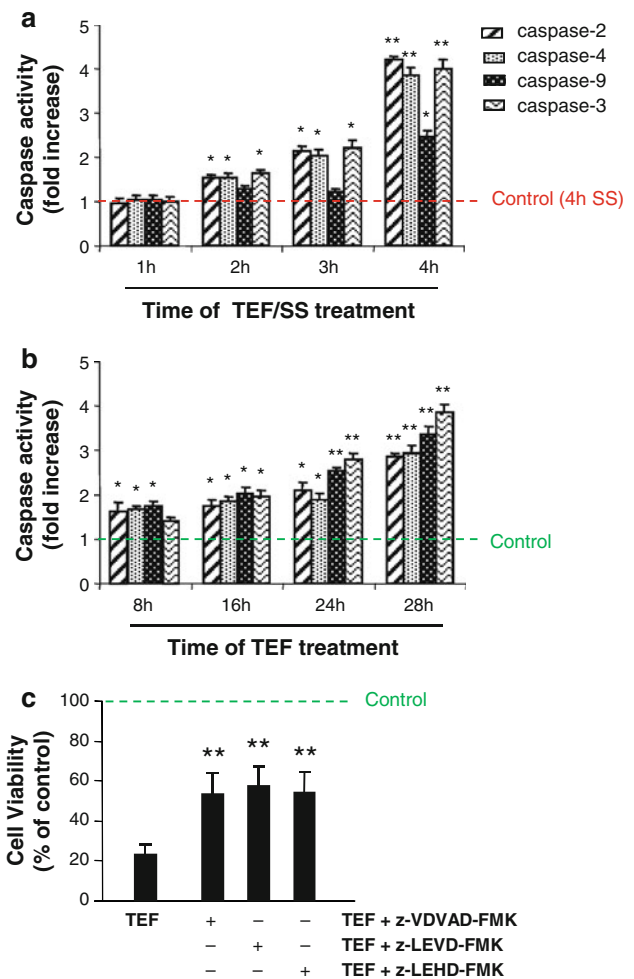 a
Caspase activity
(fold increase)
5
4
3
2
1
0
** ** * **
* * *
* * *
caspase-2
caspase-4
caspase-9
caspase-3
Control (4h SS)
1h 2h 3h 4h
Time of TEF/SS treatment
b
Caspase activity
(fold increase)
5
4
3
2
1
0
* * *
* * * *
* * ** **
** ** ** **
Control
8h 16h 24h 28h
Time of TEF treatment
c
Cell Viability
(% of control)
100
80
60
40
20
0
Control
** ** **
TEF + − − TEF + z-VDVAD-FMK
− + − TEF + z-LEVD-FMK
− − + TEF + z-LEHD-FMK